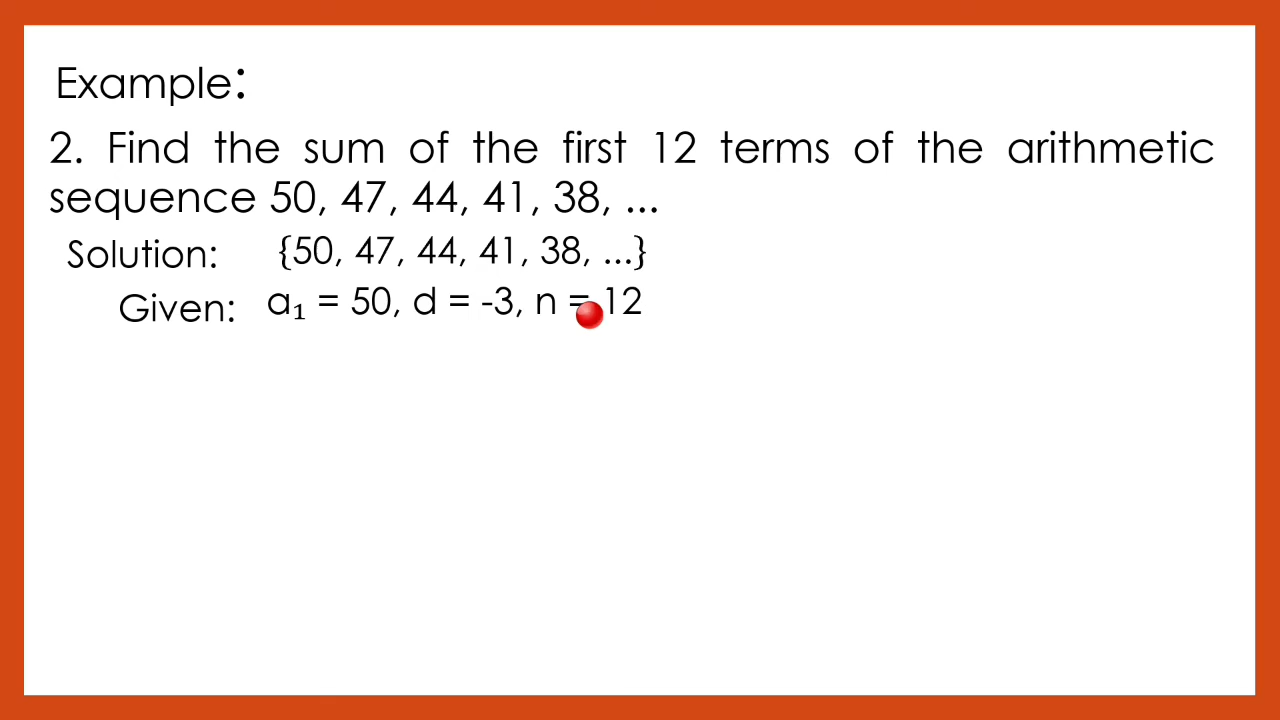 Example:
2. Find the sum of the first 12 terms of the arithmetic
sequence 50, 47, 44, 41, 38, ...
Solution: {50, 47, 44, 41, 38, ...}
Given: a₁ = 50, d = -3, n = 12